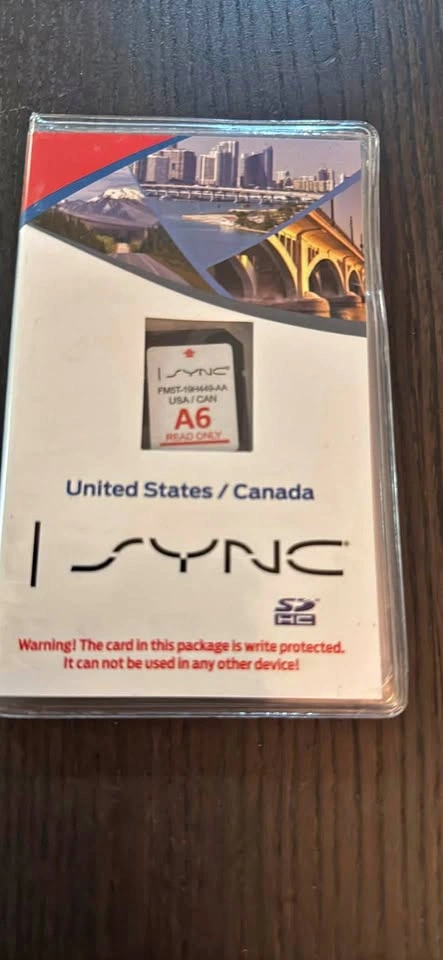 SYNC
FM5T-19H449-AA
USA / CAN
A6
READ ONLY
United States / Canada
SYNC
SD
HC
Warning! The card in this package is write protected.
It can not be used in any other device!